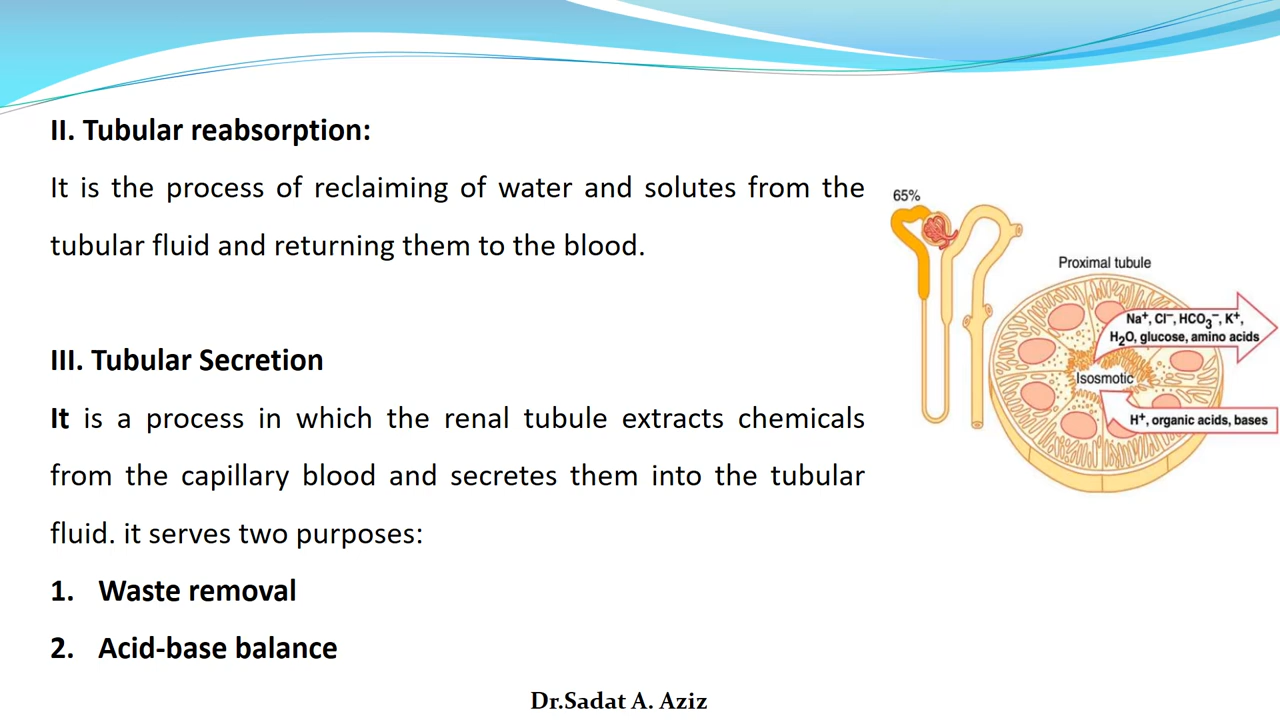 II. Tubular reabsorption:
It is the process of reclaiming of water and solutes from the
tubular fluid and returning them to the blood.
III. Tubular Secretion
It is a process in which the renal tubule extracts chemicals
from the capillary blood and secretes them into the tubular
fluid. it serves two purposes:
1. Waste removal
2. Acid-base balance
65%
Proximal tubule
Na⁺, Cl⁻, HCO₃⁻, K⁺,
H₂O, glucose, amino acids
Isosmotic
H⁺, organic acids, bases
Dr.Sadat A. Aziz